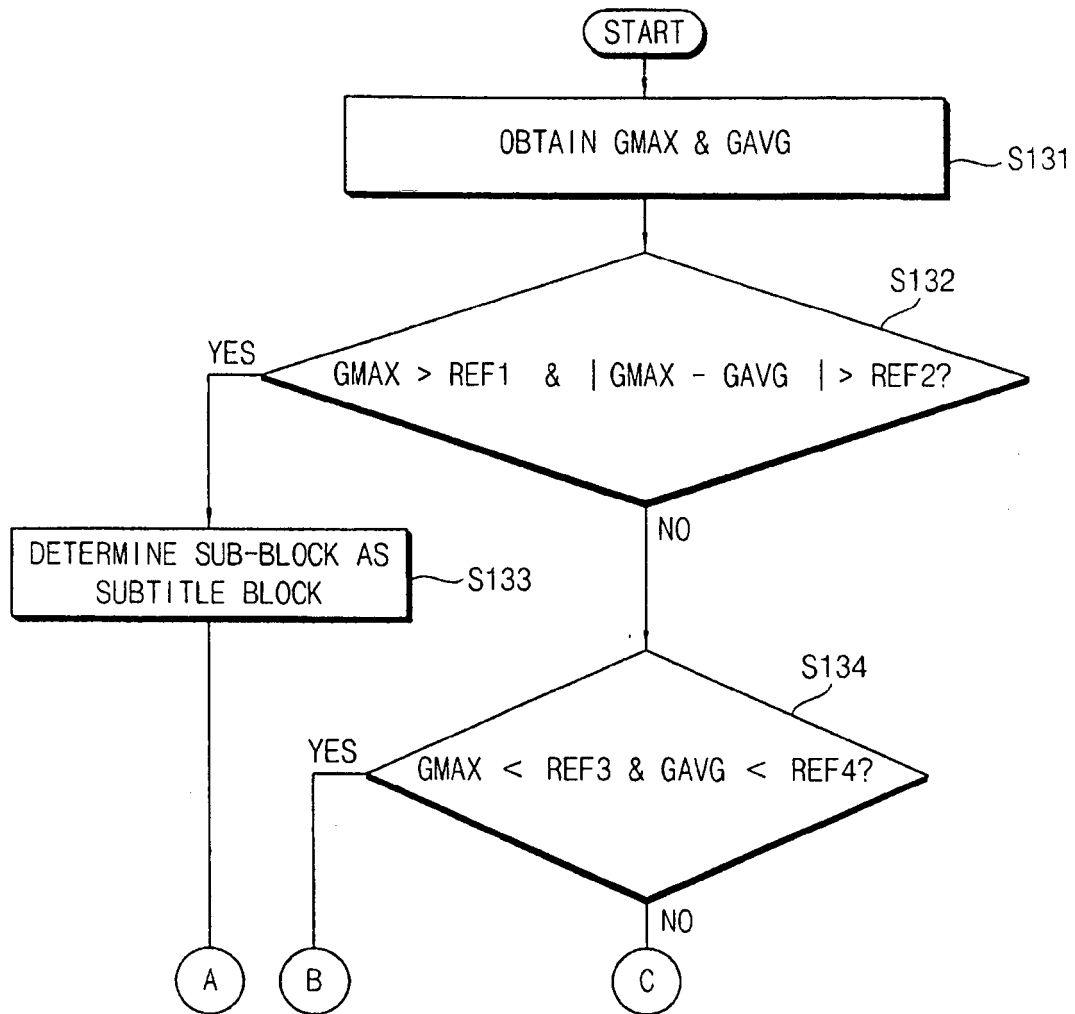 START
OBTAIN GMAX & GAVG
S131
S132
YES
GMAX > REF1 & | GMAX - GAVG | > REF2?
NO
DETERMINE SUB-BLOCK AS
SUBTITLE BLOCK
S133
S134
YES
GMAX < REF3 & GAVG < REF4?
NO
A
B
C